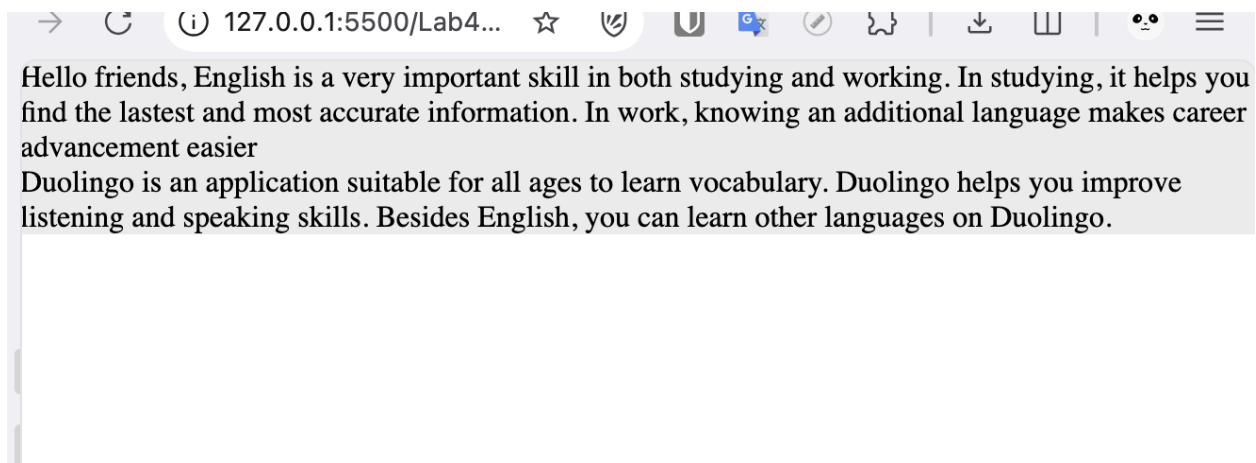 127.0.0.1:5500/Lab4...
Hello friends, English is a very important skill in both studying and working. In studying, it helps you
find the lastest and most accurate information. In work, knowing an additional language makes career
advancement easier
Duolingo is an application suitable for all ages to learn vocabulary. Duolingo helps you improve
listening and speaking skills. Besides English, you can learn other languages on Duolingo.